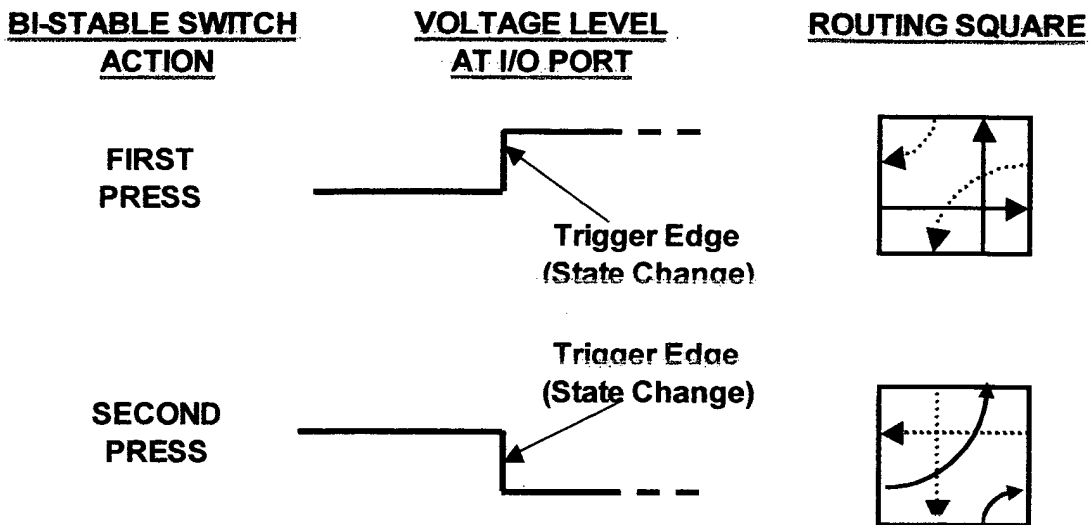 BI-STABLE SWITCH
ACTION
VOLTAGE LEVEL
AT I/O PORT
ROUTING SQUARE
FIRST
PRESS
Trigger Edge
(State Change)
SECOND
PRESS
Trigger Edge
(State Change)